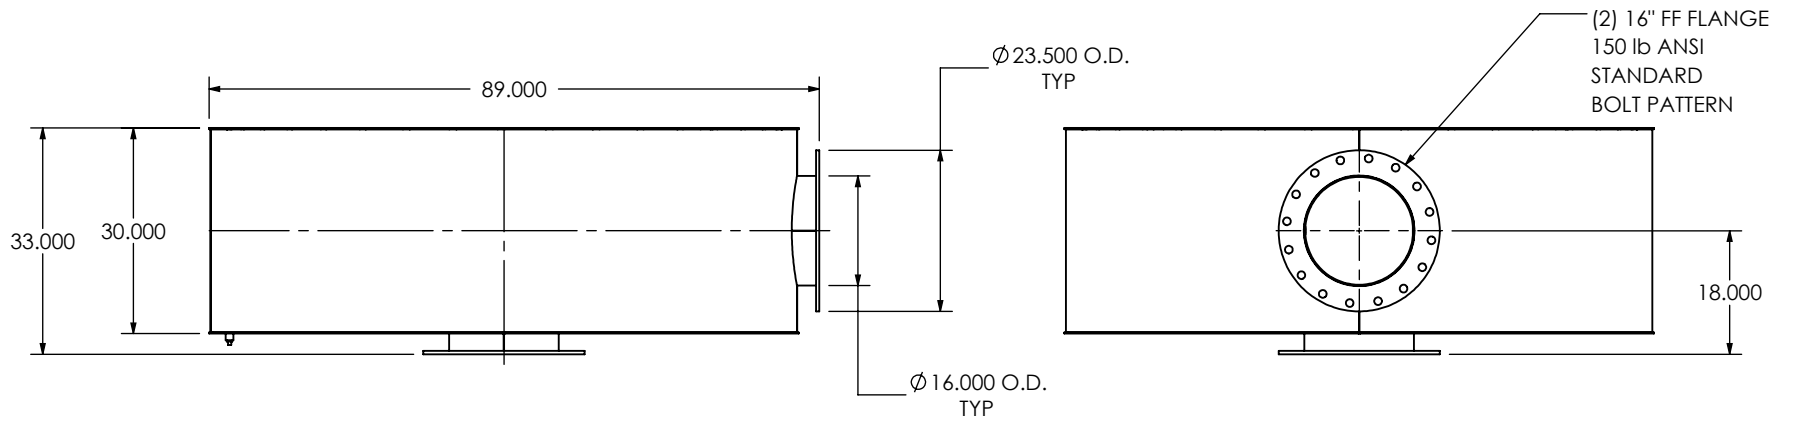 (2) 16" FF FLANGE
150 lb ANSI
STANDARD
BOLT PATTERN
Ø23.500 O.D.
TYP
89.000
33.000
30.000
18.000
Ø16.000 O.D.
TYP